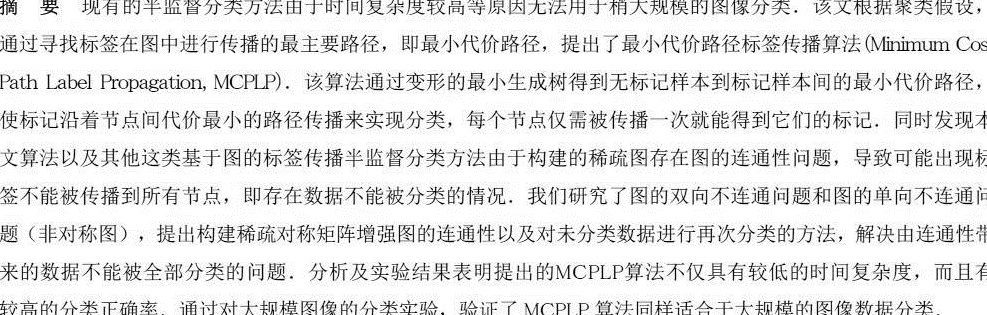 摘 要 现有的半监督分类方法由于时间复杂度较高等原因无法用于稍大规模的图像分类．该文根据聚类假设，
通过寻找标签在图中进行传播的最主要路径，即最小代价路径，提出了最小代价路径标签传播算法(Minimum Cos
Path Label Propagation, MCPLP)．该算法通过变形的最小生成树得到无标记样本到标记样本间的最小代价路径，
使标记沿着节点间代价最小的路径传播来实现分类，每个节点仅需被传播一次就能得到它们的标记．同时发现本
文算法以及其他这类基于图的标签传播半监督分类方法由于构建的稀疏图存在图的连通性问题，导致可能出现标
签不能被传播到所有节点，即存在数据不能被分类的情况．我们研究了图的双向不连通问题和图的单向不连通问
题（非对称图），提出构建稀疏对称矩阵增强图的连通性以及对未分类数据进行再次分类的方法，解决由连通性带
来的数据不能被全部分类的问题．分析及实验结果表明提出的MCPLP算法不仅具有较低的时间复杂度，而且有
较高的分类正确率．通过对大规模图像的分类实验，验证了 MCPLP 算法同样适合于大规模的图像数据分类．